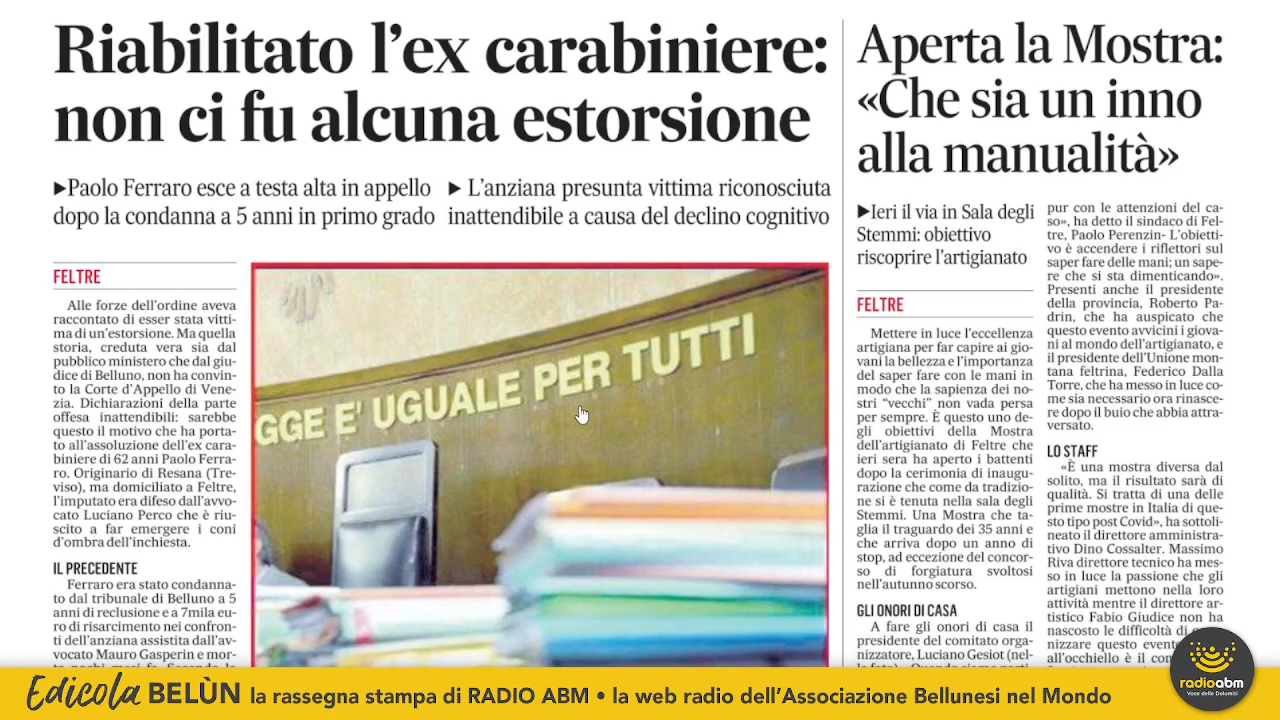 Riabilitato l'ex carabiniere:
non ci fu alcuna estorsione
▶Paolo Ferraro esce a testa alta in appello
dopo la condanna a 5 anni in primo grado
▶ L'anziana presunta vittima riconosciuta
inattendibile a causa del declino cognitivo
FELTRE
Alle forze dell'ordine aveva
raccontato di esser stata vitti-
ma di un'estorsione. Ma quella
storia, creduta vera sia dal
pubblico ministero che dal giu-
dice di Belluno, non ha convin-
to la Corte d'Appello di Vene-
zia. Dichiarazioni della parte
offesa inattendibili: sarebbe
questo il motivo che ha porta-
to all'assoluzione dell'ex cara-
biniere di 62 anni Paolo Ferra-
ro. Originario di Resana (Tre-
viso), ma domiciliato a Feltre,
l'imputato era difeso dall'avvo-
cato Luciano Perco che è riu-
scito a far emergere i coni
d'ombra dell'inchiesta.
IL PRECEDENTE
Ferraro era stato condanna-
to dal tribunale di Belluno a 5
anni di reclusione e a 7mila eu-
ro di risarcimento nei confron-
ti dell'anziana assistita dall'av-
vocato Mauro Gasperin e mor-
GGE E' UGUALE PER TUTTI
Aperta la Mostra:
«Che sia un inno
alla manualità»
▶Ieri il via in Sala degli
Stemmi: obiettivo
riscoprire l'artigianato
FELTRE
Mettere in luce l'eccellenza
artigiana per far capire ai gio-
vani la bellezza e l'importanza
del saper fare con le mani in
modo che la sapienza dei no-
stri “vecchi” non vada persa
per sempre. È questo uno de-
gli obiettivi della Mostra
dell'artigianato di Feltre che
ieri sera ha aperto i battenti
dopo la cerimonia di inaugu-
razione che come da tradizio-
ne si è tenuta nella sala degli
Stemmi. Una Mostra che ta-
glia il traguardo dei 35 anni e
che arriva dopo un anno di
stop, ad eccezione del concor-
so di forgiatura svoltosi
nell'autunno scorso.
GLI ONORI DI CASA
A fare gli onori di casa il
presidente del comitato orga-
nizzatore, Luciano Gesiot (nel-
pur con le attenzioni del ca-
so», ha detto il sindaco di Fel-
tre, Paolo Perenzin- L'obietti-
vo è accendere i riflettori sul
saper fare delle mani; un sape-
re che si sta dimenticando».
Presenti anche il presidente
della provincia, Roberto Pa-
drin, che ha auspicato che
questo evento avvicini i giova-
ni al mondo dell'artigianato, e
il presidente dell'Unione mon-
tana feltrina, Federico Dalla
Torre, che ha messo in luce co-
me sia necessario ora rinasce-
re dopo il buio che abbia attra-
versato.
LO STAFF
«È una mostra diversa dal
solito, ma il risultato sarà di
qualità. Si tratta di una delle
prime mostre in Italia di que-
sto tipo post Covid», ha sottoli-
neato il direttore amministra-
tivo Dino Cossalter. Massimo
Riva direttore tecnico ha mes-
so in luce la passione che gli
artigiani mettono nella loro
attività mentre il direttore ar-
tistico Fabio Giudice non ha
nascosto le difficoltà di
nizzare questo evento
all'occhiello è il
Edicola BELÙN la rassegna stampa di RADIO ABM • la web radio dell'Associazione Bellunesi nel Mondo
radioabm
Voce delle Dolomiti